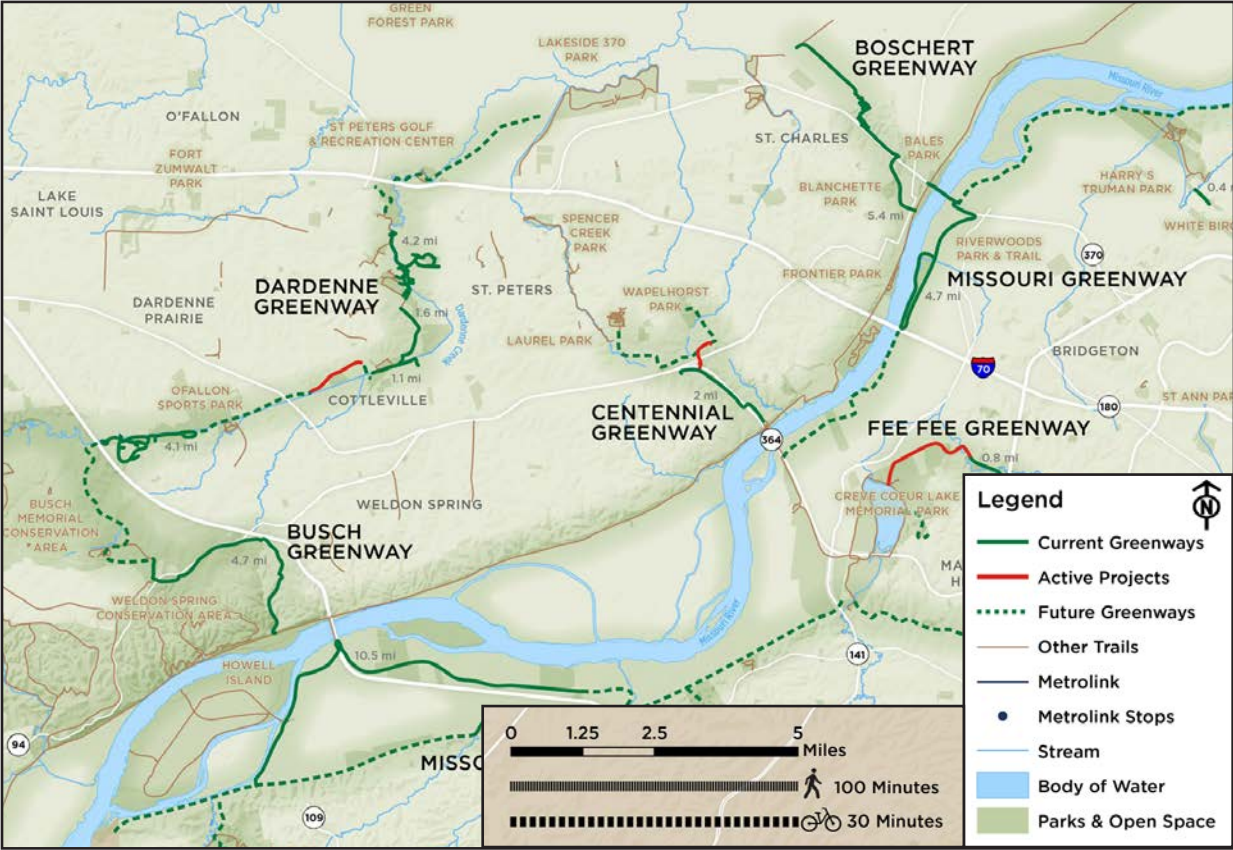 GREEN
FOREST PARK
LAKESIDE 370
PARK
BOSCHERT
GREENWAY
Missouri River
O'FALLON
ST PETERS GOLF
& RECREATION CENTER
ST. CHARLES
BALES
PARK
FORT
ZUMWALT
PARK
LAKE
SAINT LOUIS
BLANCHETTE
PARK
5.4 mi
HARRY S
TRUMAN PARK
0.4
WHITE
SPENCER
CREEK
PARK
4.2 mi
RIVERWOODS
PARK & TRAIL
370
DARDENNE
GREENWAY
ST. PETERS
FRONTIER PARK
MISSOURI GREENWAY
4.7 mi
WAPELHORST
PARK
DARDENNE
PRAIRIE
1.6 mi
Dardenne Creek
LAUREL PARK
BRIDGETON
70
1.1 mi
COTTLEVILLE
OFALLON
SPORTS PARK
2 mi
ST ANN
180
CENTENNIAL
GREENWAY
FEE FEE GREENWAY
364
4.1 mi
0.8 mi
WELDON SPRING
CREVE COEUR LAKE
MEMORIAL PARK
BUSCH
MEMORIAL
CONSERVATION
AREA
BUSCH
GREENWAY
4.7 mi
MA
H
WELDON SPRING
CONSERVATION AREA
Missouri River
10.5 mi
HOWELL
ISLAND
141
94
MISSO
109
0 1.25 2.5 5
Miles
100 Minutes
30 Minutes
Legend
N
Current Greenways
Active Projects
Future Greenways
Other Trails
Metrolink
Metrolink Stops
Stream
Body of Water
Parks & Open Space